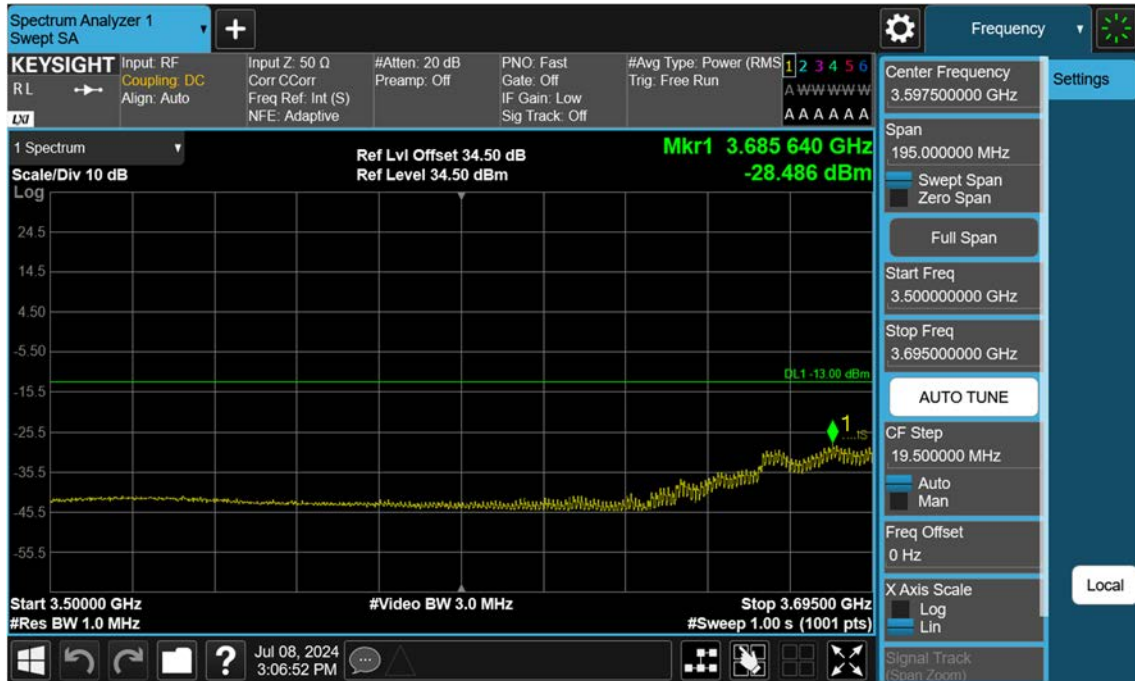 Spectrum Analyzer 1
Swept SA
+
Frequency
KEYSIGHT
RL
LXI
Input: RF
Coupling: DC
Align: Auto
Input Z: 50 Ω
Corr CCorr
Freq Ref: Int (S)
NFE: Adaptive
#Atten: 20 dB
Preamp: Off
PNO: Fast
Gate: Off
IF Gain: Low
Sig Track: Off
#Avg Type: Power (RMS
Trig: Free Run
1 2 3 4 5 6
A W W W W W
A A A A A A
1 Spectrum
Scale/Div 10 dB
Log
Ref Lvl Offset 34.50 dB
Ref Level 34.50 dBm
Mkr1 3.685 640 GHz
-28.486 dBm
24.5
14.5
4.50
-5.50
-15.5
-25.5
-35.5
-45.5
-55.5
DL1 -13.00 dBm
1
Start 3.50000 GHz
#Res BW 1.0 MHz
#Video BW 3.0 MHz
Stop 3.69500 GHz
#Sweep 1.00 s (1001 pts)
?
Jul 08, 2024
3:06:52 PM
Center Frequency
3.597500000 GHz
Span
195.000000 MHz
Swept Span
Zero Span
Full Span
Start Freq
3.500000000 GHz
Stop Freq
3.695000000 GHz
AUTO TUNE
CF Step
19.500000 MHz
Auto
Man
Freq Offset
0 Hz
X Axis Scale
Log
Lin
Signal Track
(Span Zoom)
Settings
Local